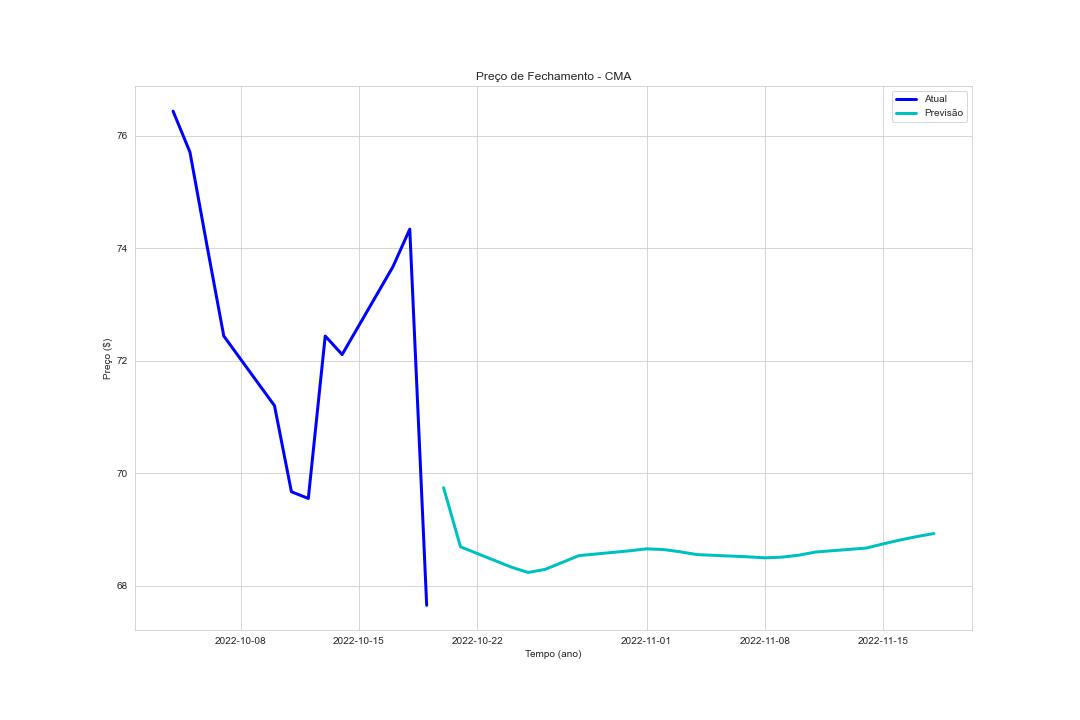 Preço de Fechamento - CMA
Atual
Previsão
76
74
72
70
68
Preço ($)
2022-10-08
2022-10-15
2022-10-22
2022-11-01
2022-11-08
2022-11-15
Tempo (ano)